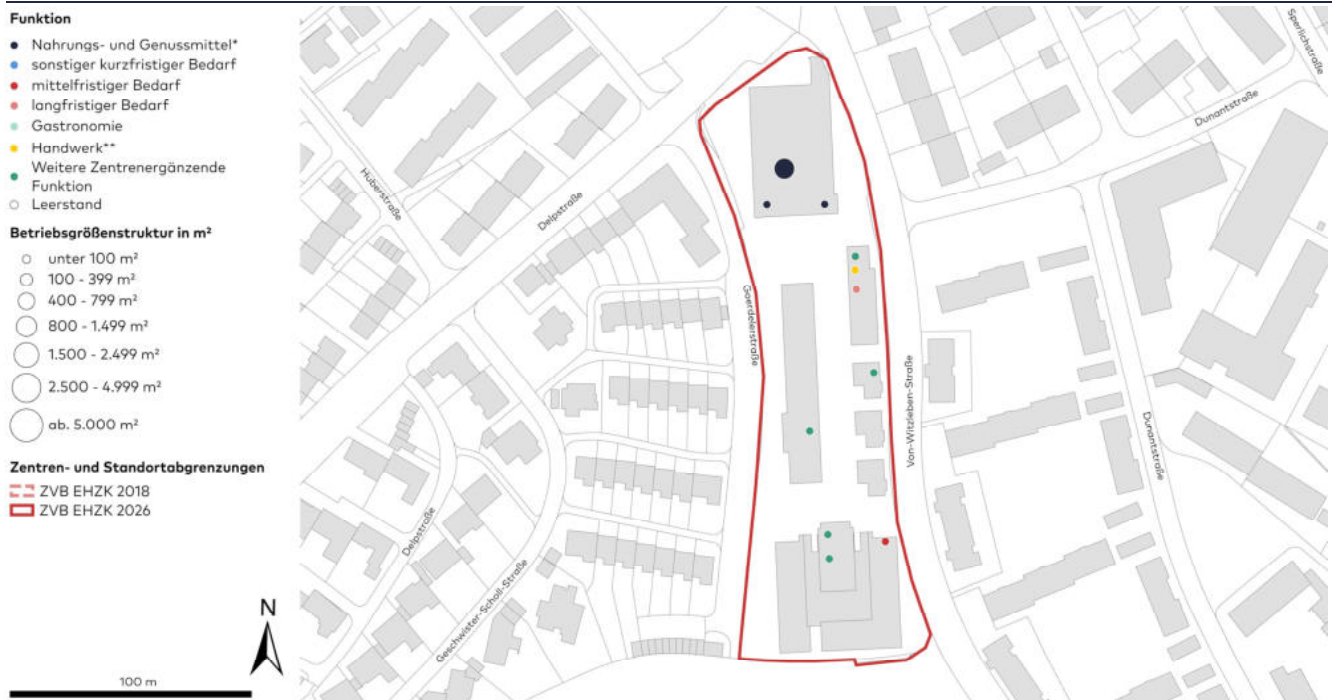 Funktion
Nahrungs- und Genussmittel*
sonstiger kurzfristiger Bedarf
mittelfristiger Bedarf
langfristiger Bedarf
Gastronomie
Handwerk**
Weitere Zentrenergänzende
Funktion
Leerstand
Betriebsgrößenstruktur in m²
unter 100 m²
100 - 399 m²
400 - 799 m²
800 - 1.499 m²
1.500 - 2.499 m²
2.500 - 4.999 m²
ab. 5.000 m²
Zentren- und Standortabgrenzungen
ZVB EHZK 2018
ZVB EHZK 2026
N
100 m
Sperlichstraße
Dunantstraße
Huberstraße
Delpstraße
Goerdelerstraße
Von-Witzleben-Straße
Dunantstraße
Delpstraße
Geschwister-Scholl-Straße